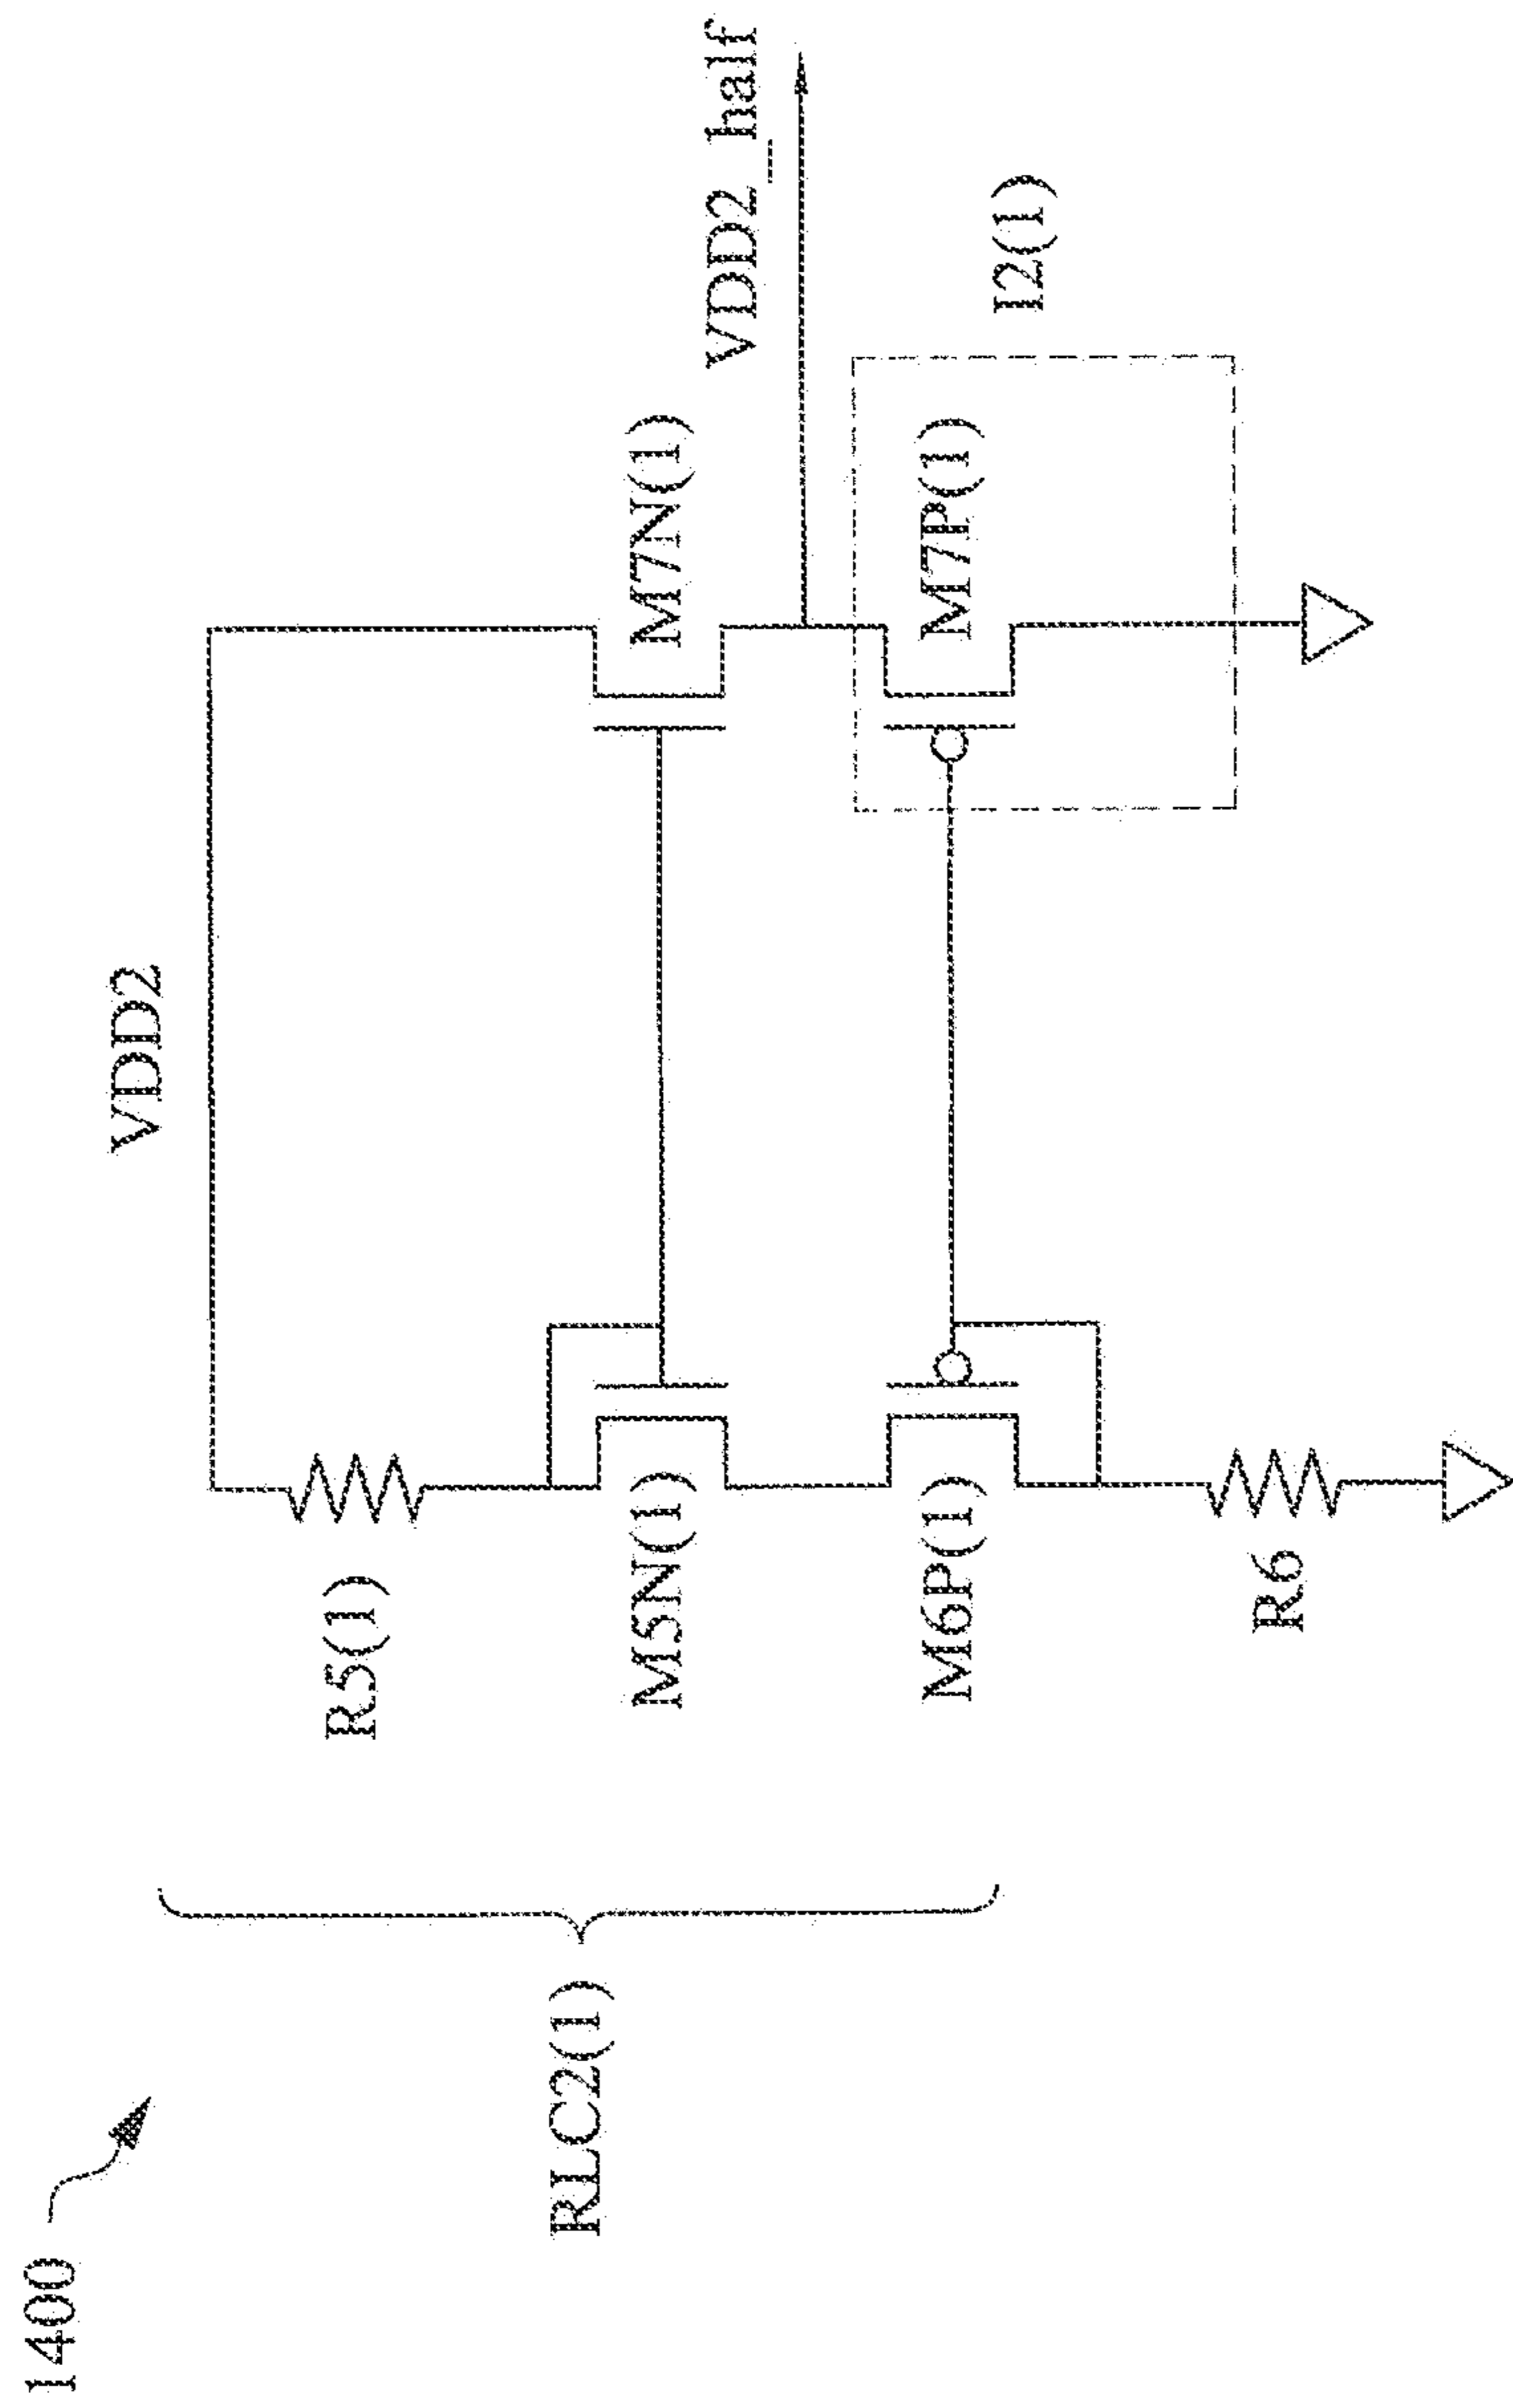 1400
VDD2
R5(1)
RLC2(1)
M5N(1)
M7N(1)
VDD2_half
M6P(1)
M7P(1)
I2(1)
R6